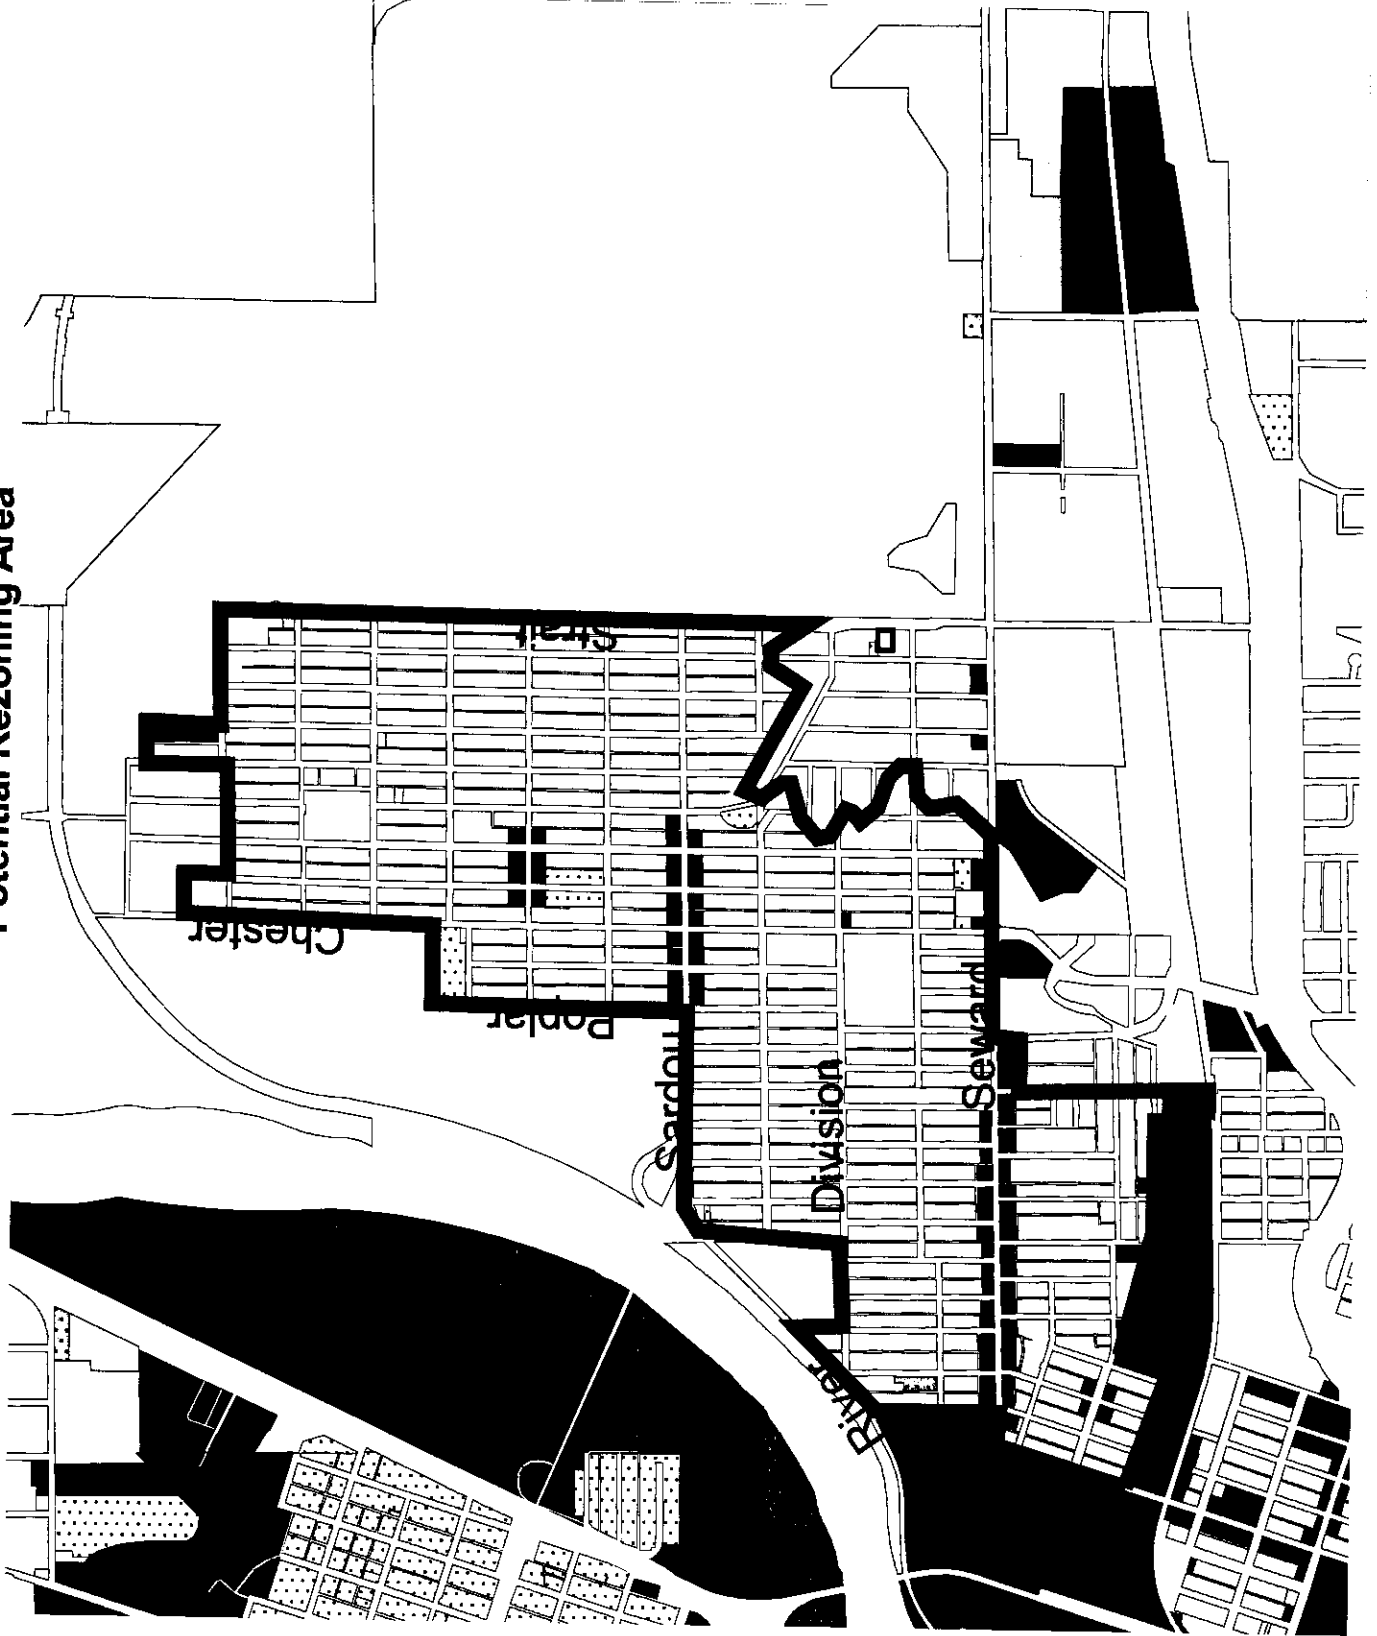 Potential Rezoning Area
Strait
Chester
Poplar
Sardou
Division
Seward
River